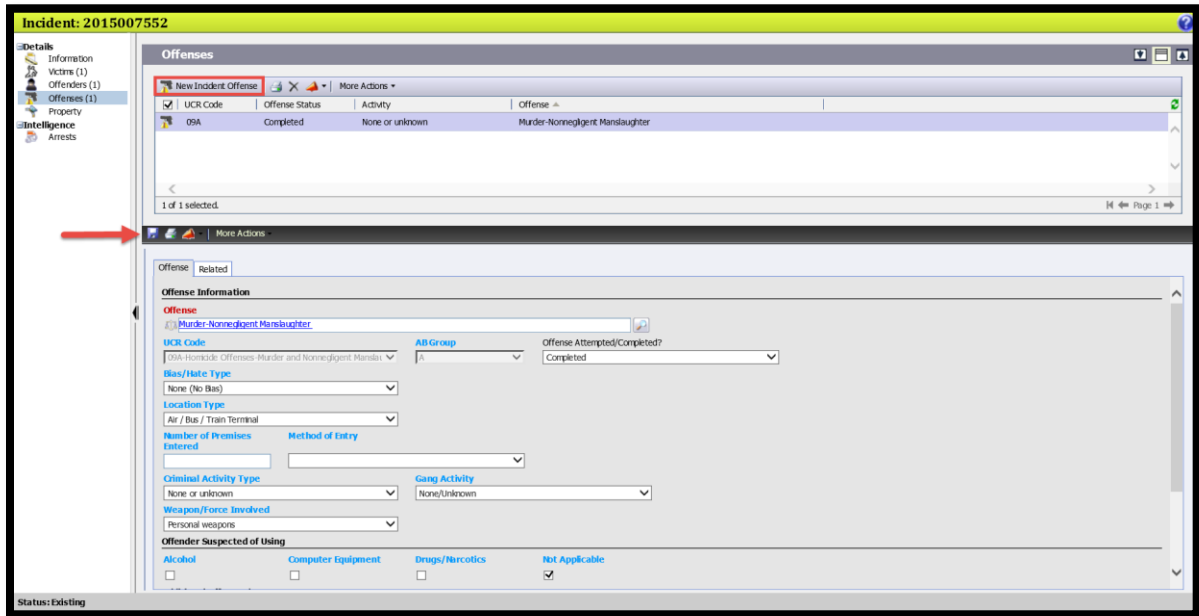 Incident: 2015007552
Details
Information
Victims (1)
Offenders (1)
Offenses (1)
Property
Intelligence
Arrests
Offenses
New Incident Offense More Actions
UCR Code Offense Status Activity Offense
09A Completed None or unknown Murder-Nonnegligent Manslaughter
1 of 1 selected. Page 1
More Actions
Offense Related
Offense Information
Offense
Murder-Nonnegligent Manslaughter
UCR Code AB Group Offense Attempted/Completed?
09A-Homicide Offenses-Murder and Nonnegligent Manslau A Completed
Bias/Hate Type
None (No Bias)
Location Type
Air / Bus / Train Terminal
Number of Premises Entered Method of Entry
Criminal Activity Type Gang Activity
None or unknown None/Unknown
Weapon/Force Involved
Personal weapons
Offender Suspected of Using
Alcohol Computer Equipment Drugs/Narcotics Not Applicable
Status: Existing